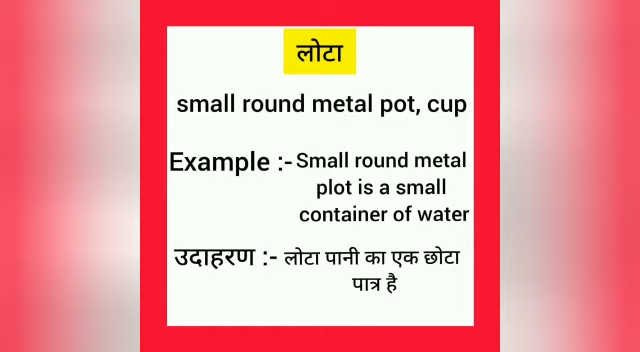 लोटा
small round metal pot, cup
Example :- Small round metal
plot is a small
container of water
उदाहरण :- लोटा पानी का एक छोटा
पात्र है